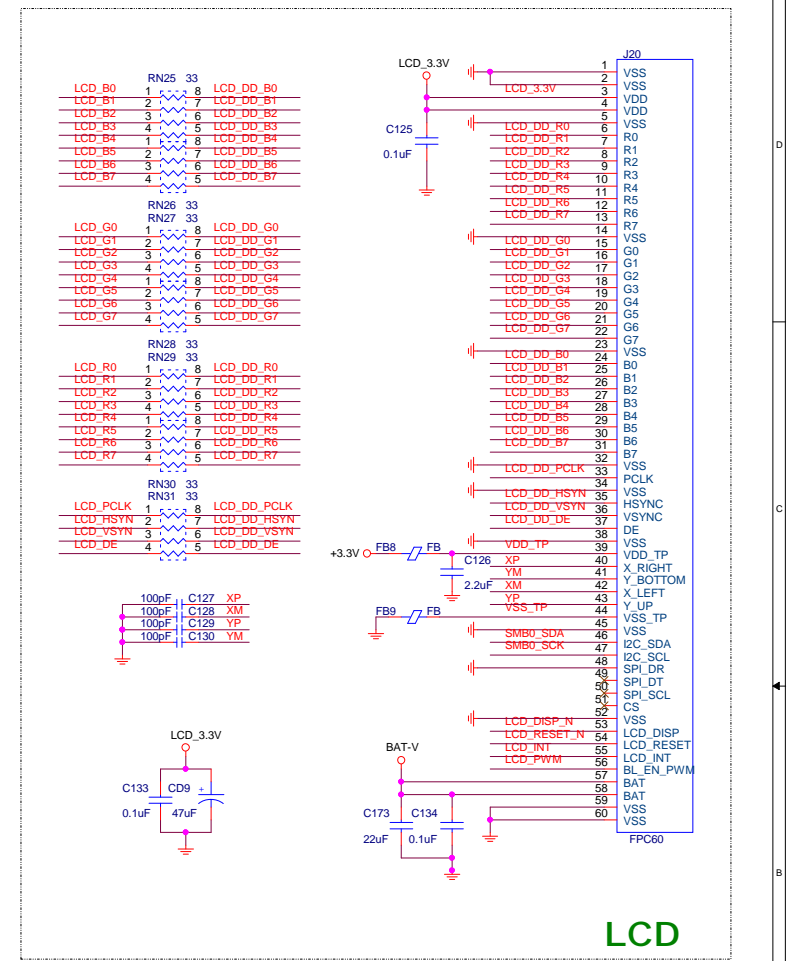 RN25 33
LCD_B0 1 8 LCD_DD_B0
LCD_B1 2 7 LCD_DD_B1
LCD_B2 3 6 LCD_DD_B2
LCD_B3 4 5 LCD_DD_B3
LCD_B4 1 8 LCD_DD_B4
LCD_B5 2 7 LCD_DD_B5
LCD_B6 3 6 LCD_DD_B6
LCD_B7 4 5 LCD_DD_B7
RN26 33
RN27 33
LCD_G0 1 8 LCD_DD_G0
LCD_G1 2 7 LCD_DD_G1
LCD_G2 3 6 LCD_DD_G2
LCD_G3 4 5 LCD_DD_G3
LCD_G4 1 8 LCD_DD_G4
LCD_G5 2 7 LCD_DD_G5
LCD_G6 3 6 LCD_DD_G6
LCD_G7 4 5 LCD_DD_G7
RN28 33
RN29 33
LCD_R0 1 8 LCD_DD_R0
LCD_R1 2 7 LCD_DD_R1
LCD_R2 3 6 LCD_DD_R2
LCD_R3 4 5 LCD_DD_R3
LCD_R4 1 8 LCD_DD_R4
LCD_R5 2 7 LCD_DD_R5
LCD_R6 3 6 LCD_DD_R6
LCD_R7 4 5 LCD_DD_R7
RN30 33
RN31 33
LCD_PCLK 1 8 LCD_DD_PCLK
LCD_HSYN 2 7 LCD_DD_HSYN
LCD_VSYN 3 6 LCD_DD_VSYN
LCD_DE 4 5 LCD_DD_DE
100pF C127 XP
100pF C128 XM
100pF C129 YP
100pF C130 YM
LCD_3.3V
C133 CD9 +
0.1uF 47uF
LCD_3.3V
C125
0.1uF
+3.3V FB8 FB
C126
2.2uF
FB9 FB
BAT-V
C173 C134
22uF 0.1uF
J20
1 VSS
2 VSS
LCD_3.3V 3 VDD
4 VDD
5 VSS
LCD_DD_R0 6 R0
LCD_DD_R1 7 R1
LCD_DD_R2 8 R2
LCD_DD_R3 9 R3
LCD_DD_R4 10 R4
LCD_DD_R5 11 R5
LCD_DD_R6 12 R6
LCD_DD_R7 13 R7
14 VSS
LCD_DD_G0 15 G0
LCD_DD_G1 16 G1
LCD_DD_G2 17 G2
LCD_DD_G3 18 G3
LCD_DD_G4 19 G4
LCD_DD_G5 20 G5
LCD_DD_G6 21 G6
LCD_DD_G7 22 G7
23 VSS
LCD_DD_B0 24 B0
LCD_DD_B1 25 B1
LCD_DD_B2 26 B2
LCD_DD_B3 27 B3
LCD_DD_B4 28 B4
LCD_DD_B5 29 B5
LCD_DD_B6 30 B6
LCD_DD_B7 31 B7
32 VSS
LCD_DD_PCLK 33 PCLK
34 VSS
LCD_DD_HSYN 35 HSYNC
LCD_DD_VSYN 36 VSYNC
LCD_DD_DE 37 DE
38 VSS
VDD_TP 39 VDD_TP
XP 40 X_RIGHT
YM 41 Y_BOTTOM
XM 42 X_LEFT
YP 43 Y_UP
VSS_TP 44 VSS_TP
45 VSS
SMB0_SDA 46 I2C_SDA
SMB0_SCK 47 I2C_SCL
48 SPI_DR
49 SPI_DT
50 SPI_SCL
51 CS
52 VSS
LCD_DISP_N 53 LCD_DISP
LCD_RESET_N 54 LCD_RESET
LCD_INT 55 LCD_INT
LCD_PWM 56 BL_EN_PWM
57 BAT
58 BAT
59 VSS
60 VSS
FPC60
LCD
D
C
B